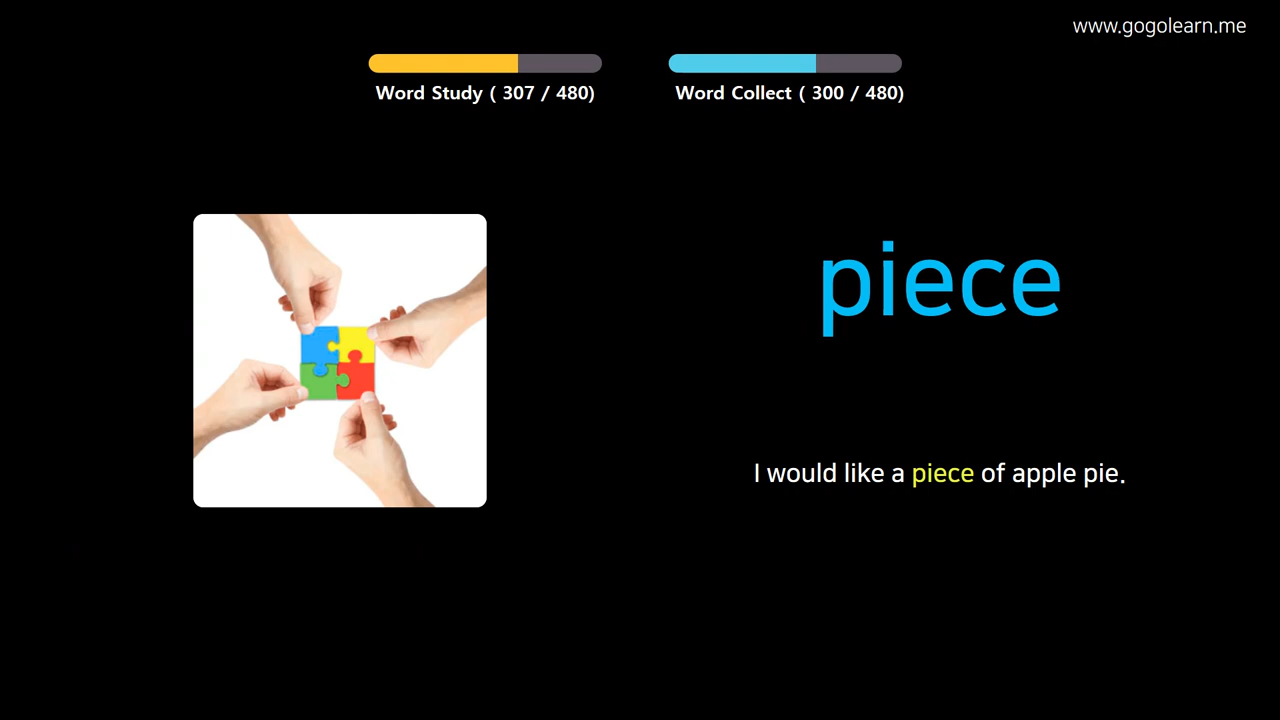 www.gogolearn.me
Word Study ( 307 / 480)
Word Collect ( 300 / 480)
piece
I would like a piece of apple pie.